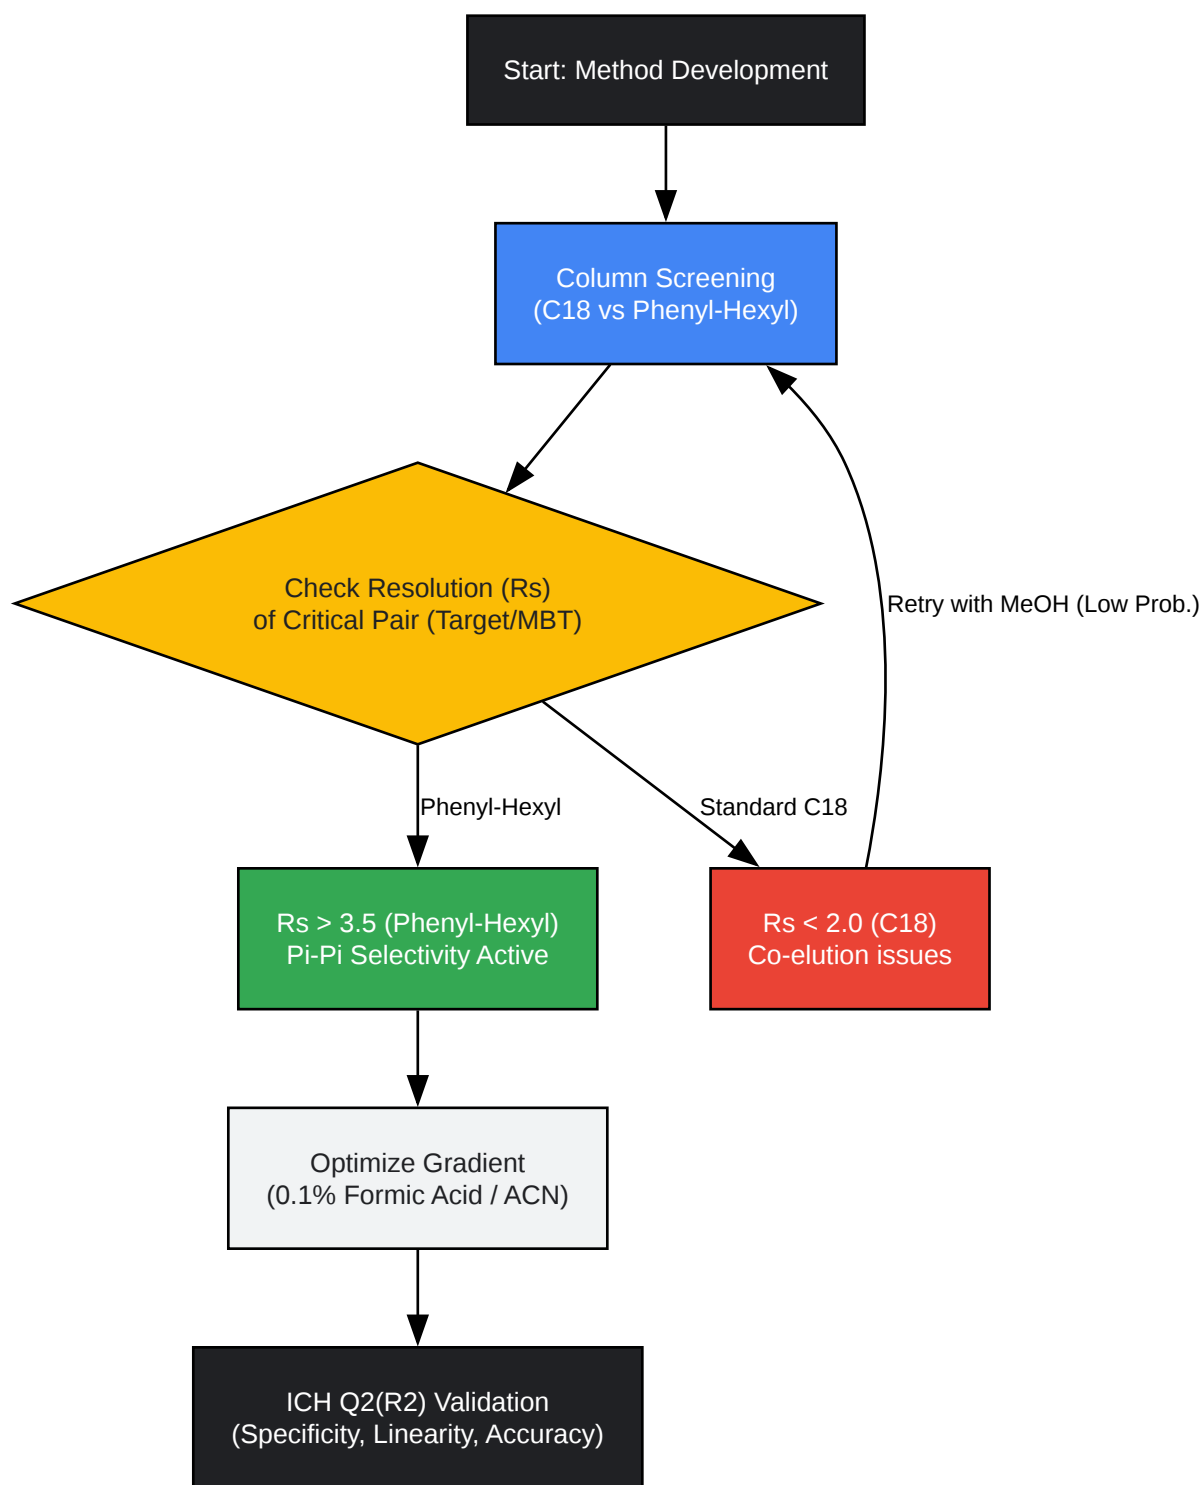 Start: Method Development
Column Screening
(C18 vs Phenyl-Hexyl)
Check Resolution (Rs)
of Critical Pair (Target/MBT)
Retry with MeOH (Low Prob.)
Phenyl-Hexyl
Standard C18
Rs > 3.5 (Phenyl-Hexyl)
Pi-Pi Selectivity Active
Rs < 2.0 (C18)
Co-elution issues
Optimize Gradient
(0.1% Formic Acid / ACN)
ICH Q2(R2) Validation
(Specificity, Linearity, Accuracy)